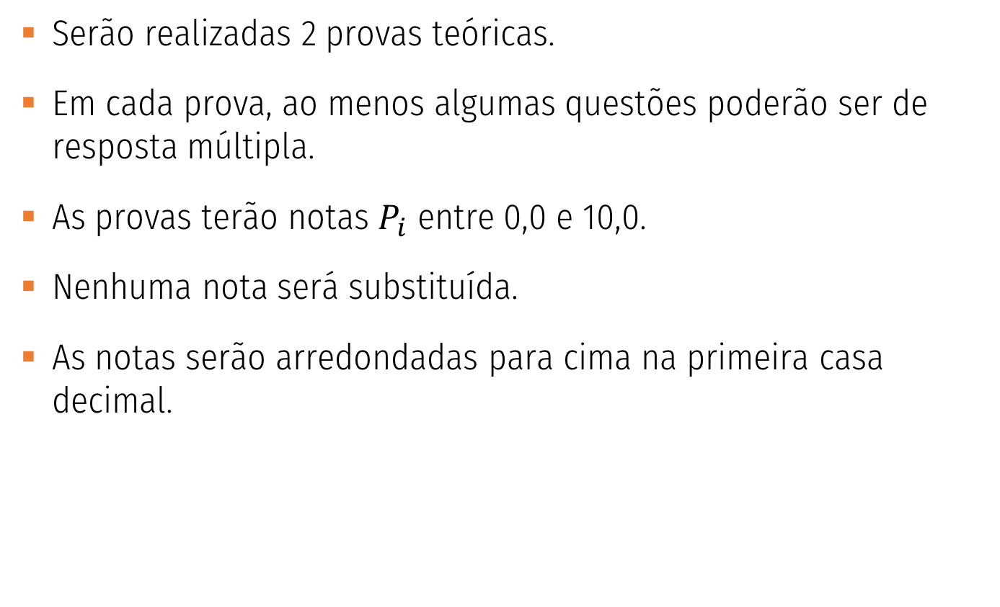 ▪ Serão realizadas 2 provas teóricas.
▪ Em cada prova, ao menos algumas questões poderão ser de
resposta múltipla.
▪ As provas terão notas P_i entre 0,0 e 10,0.
▪ Nenhuma nota será substituída.
▪ As notas serão arredondadas para cima na primeira casa
decimal.